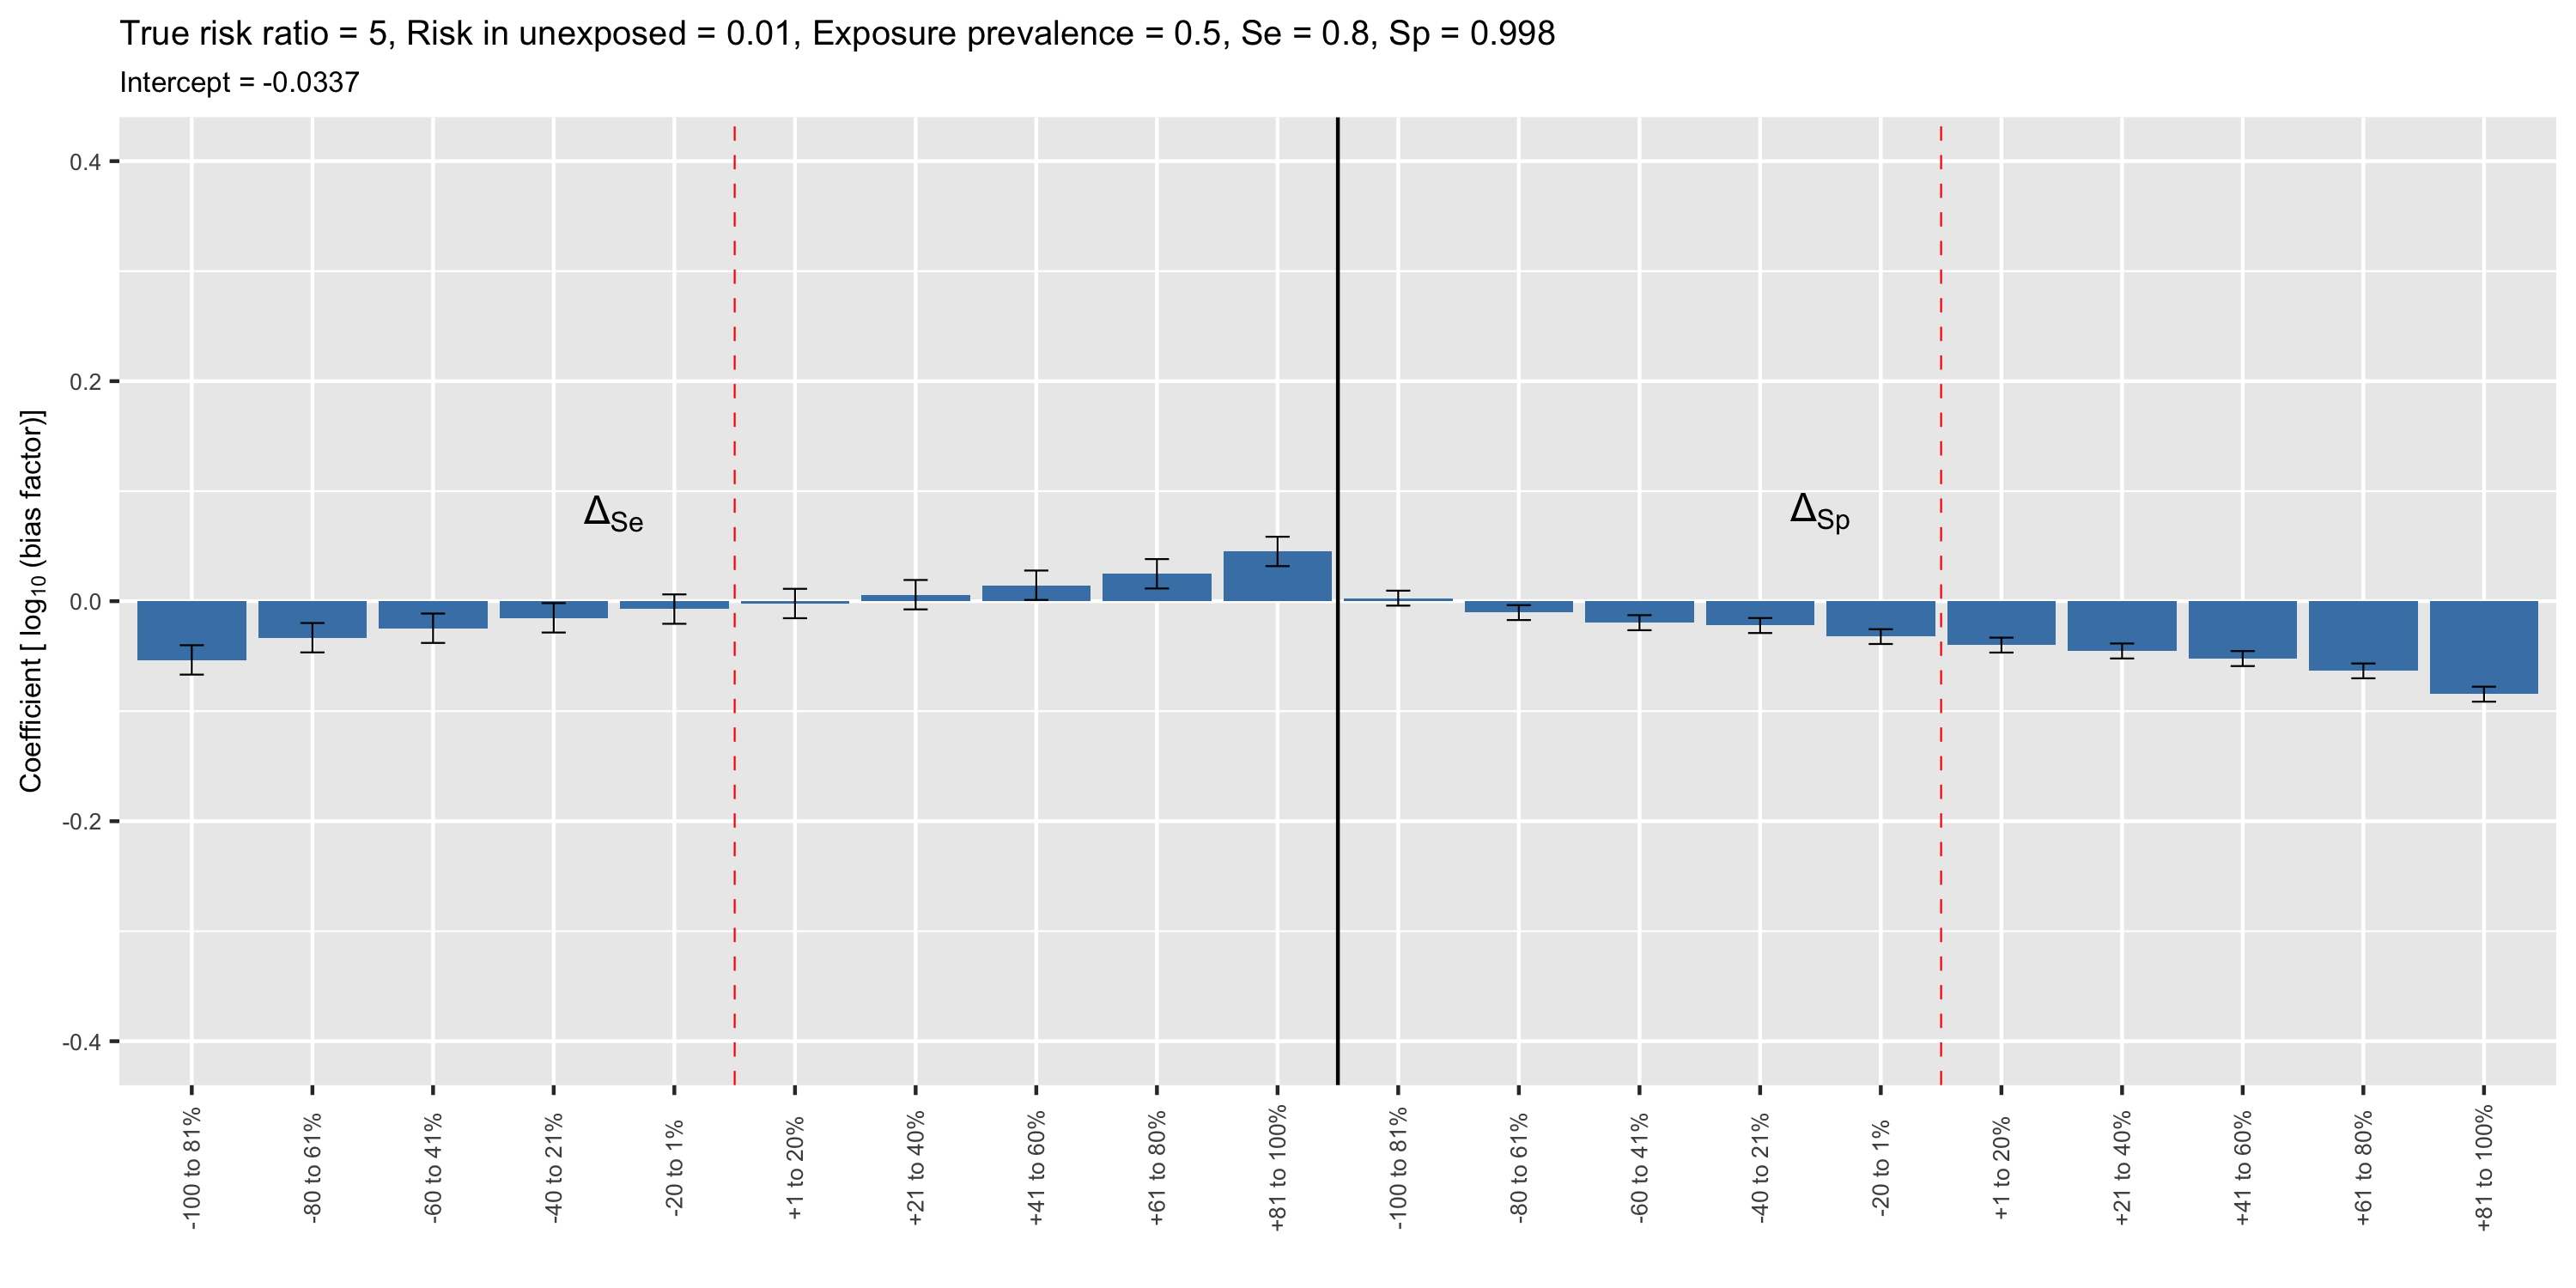 True risk ratio = 5, Risk in unexposed = 0.01, Exposure prevalence = 0.5, Se = 0.8, Sp = 0.998
Intercept = -0.0337
Coefficient [ log₁₀ (bias factor)]
0.4
0.2
0.0
-0.2
-0.4
Δ_Se
Δ_Sp
-100 to 81%
-80 to 61%
-60 to 41%
-40 to 21%
-20 to 1%
+1 to 20%
+21 to 40%
+41 to 60%
+61 to 80%
+81 to 100%
-100 to 81%
-80 to 61%
-60 to 41%
-40 to 21%
-20 to 1%
+1 to 20%
+21 to 40%
+41 to 60%
+61 to 80%
+81 to 100%